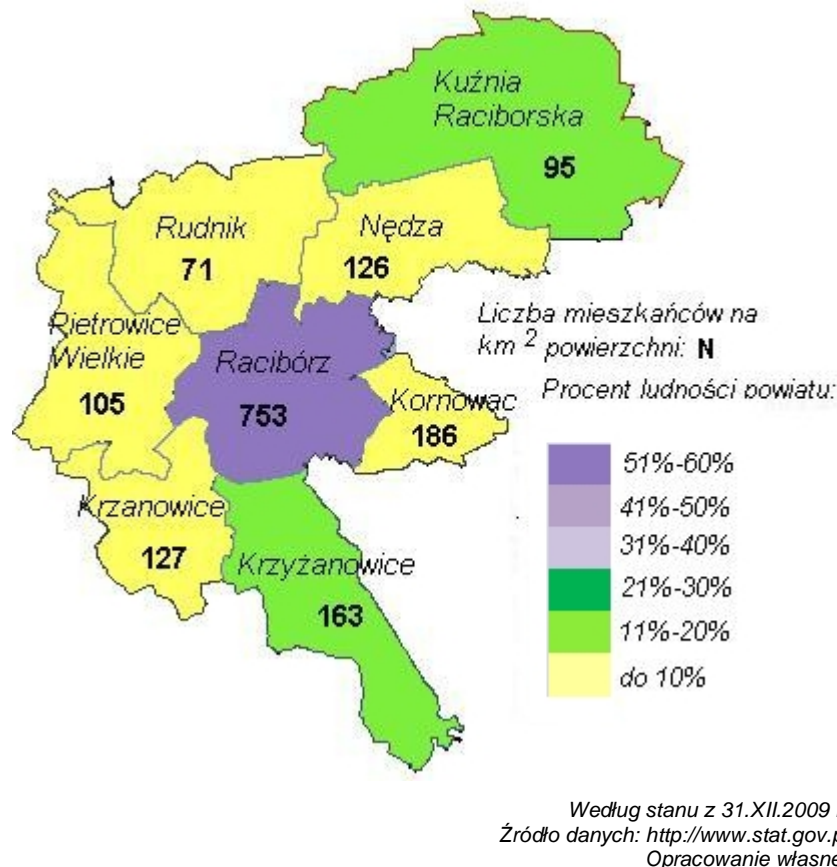 Kuźnia
Raciborska
95
Rudnik
71
Nędza
126
Pietrowice
Wielkie
105
Racibórz
753
Kornowac
186
Krzanowice
127
Krzyżanowice
163
Liczba mieszkańców na
km 2 powierzchni: N
Procent ludności powiatu:
51%-60%
41%-50%
31%-40%
21%-30%
11%-20%
do 10%
Według stanu z 31.XII.2009
Źródło danych: http://www.stat.gov.p
Opracowanie własne